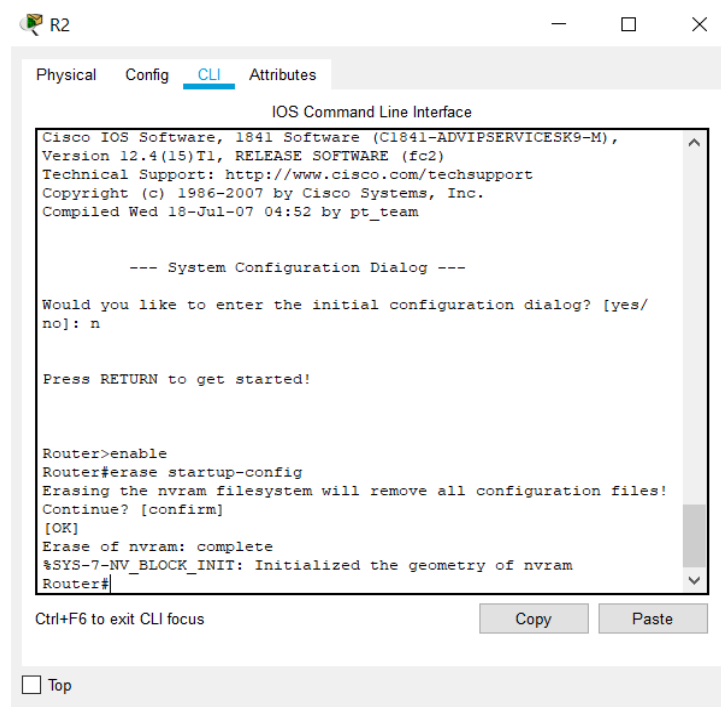 R2
Physical Config CLI Attributes
IOS Command Line Interface
Cisco IOS Software, 1841 Software (C1841-ADVIPSERVICESK9-M),
Version 12.4(15)T1, RELEASE SOFTWARE (fc2)
Technical Support: http://www.cisco.com/techsupport
Copyright (c) 1986-2007 by Cisco Systems, Inc.
Compiled Wed 18-Jul-07 04:52 by pt_team
--- System Configuration Dialog ---
Would you like to enter the initial configuration dialog? [yes/
no]: n
Press RETURN to get started!
Router>enable
Router#erase startup-config
Erasing the nvram filesystem will remove all configuration files!
Continue? [confirm]
[OK]
Erase of nvram: complete
%SYS-7-NV_BLOCK_INIT: Initialized the geometry of nvram
Router#
Ctrl+F6 to exit CLI focus
Copy Paste
Top